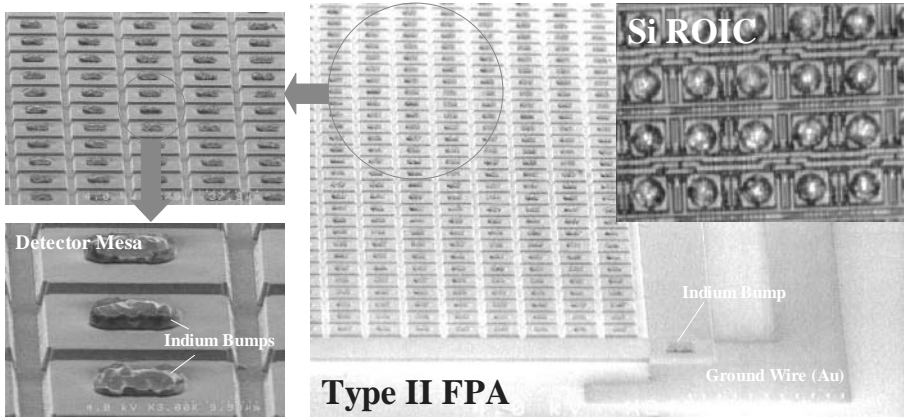 Si ROIC
Detector Mesa
Indium Bumps
Indium Bump
Ground Wire (Au)
Type II FPA